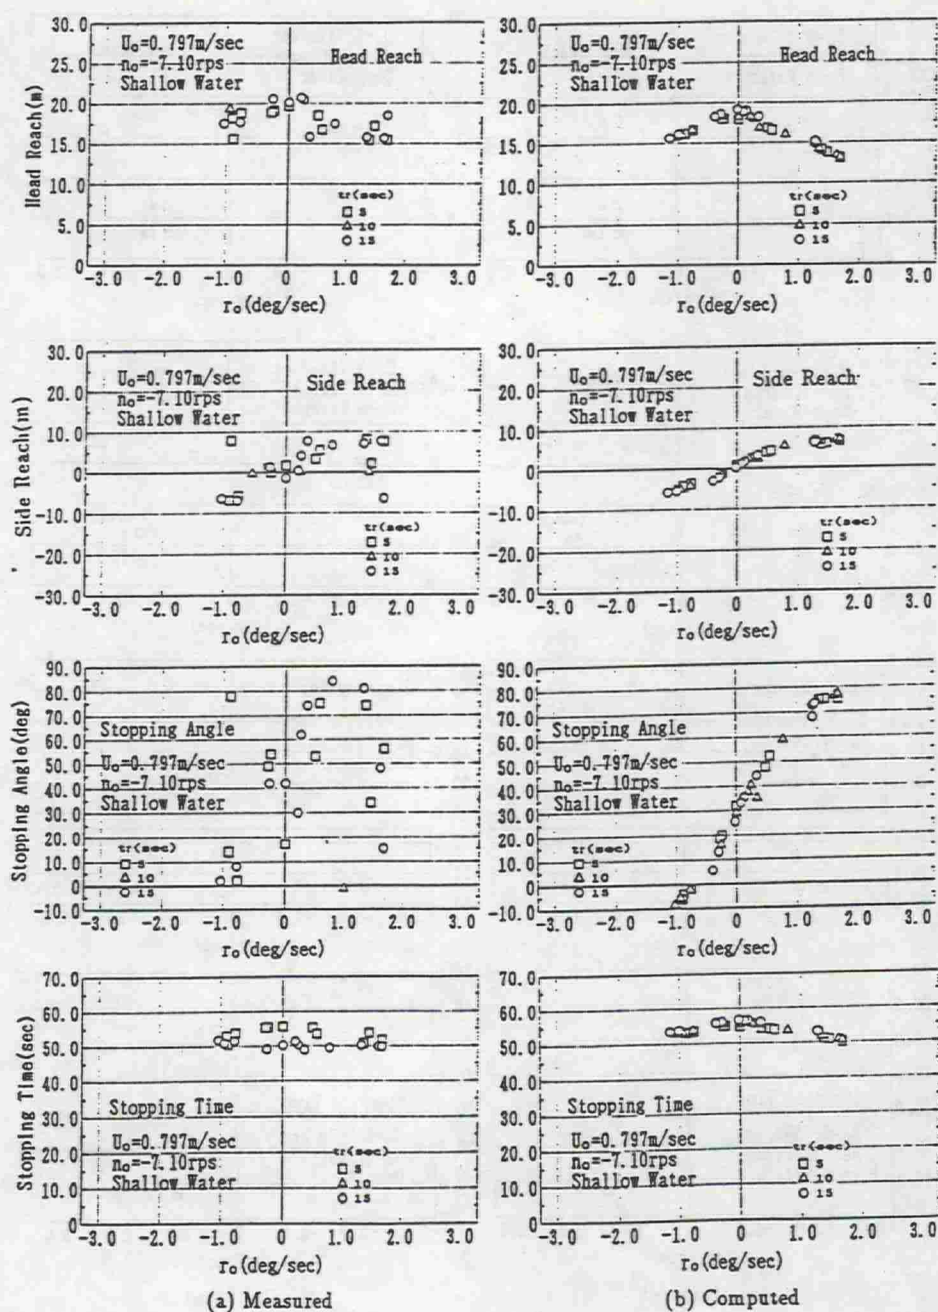 30.0
25.0
20.0
15.0
10.0
5.0
0
Head Reach(m)
U₀=0.797m/sec
n₀=-7.10rps
Shallow Water
Head Reach
tr(sec)
□ 5
△ 10
○ 15
-3.0 -2.0 -1.0 0 1.0 2.0 3.0
r₀(deg/sec)
30.0
25.0
20.0
15.0
10.0
5.0
0
U₀=0.797m/sec
n₀=-7.10rps
Shallow Water
Head Reach
tr(sec)
□ 5
△ 10
○ 15
-3.0 -2.0 -1.0 0 1.0 2.0 3.0
r₀(deg/sec)
30.0
20.0
10.0
0
-10.0
-20.0
-30.0
Side Reach(m)
U₀=0.797m/sec
n₀=-7.10rps
Shallow Water
Side Reach
tr(sec)
□ 5
△ 10
○ 15
-3.0 -2.0 -1.0 0 1.0 2.0 3.0
r₀(deg/sec)
30.0
20.0
10.0
0
-10.0
-20.0
-30.0
U₀=0.797m/sec
n₀=-7.10rps
Shallow Water
Side Reach
tr(sec)
□ 5
△ 10
○ 15
-3.0 -2.0 -1.0 0 1.0 2.0 3.0
r₀(deg/sec)
90.0
80.0
70.0
60.0
50.0
40.0
30.0
20.0
10.0
0
-10.0
Stopping Angle(deg)
Stopping Angle
U₀=0.797m/sec
n₀=-7.10rps
Shallow Water
tr(sec)
□ 5
△ 10
○ 15
-3.0 -2.0 -1.0 0 1.0 2.0 3.0
r₀(deg/sec)
90.0
80.0
70.0
60.0
50.0
40.0
30.0
20.0
10.0
0
-10.0
Stopping Angle
U₀=0.797m/sec
n₀=-7.10rps
Shallow Water
tr(sec)
□ 5
△ 10
○ 15
-3.0 -2.0 -1.0 0 1.0 2.0 3.0
r₀(deg/sec)
70.0
60.0
50.0
40.0
30.0
20.0
10.0
0
Stopping Time(sec)
Stopping Time
U₀=0.797m/sec
n₀=-7.10rps
Shallow Water
tr(sec)
□ 5
△ 10
○ 15
-3.0 -2.0 -1.0 0 1.0 2.0 3.0
r₀(deg/sec)
(a) Measured
70.0
60.0
50.0
40.0
30.0
20.0
10.0
0
Stopping Time
U₀=0.797m/sec
n₀=-7.10rps
Shallow Water
tr(sec)
□ 5
△ 10
○ 15
-3.0 -2.0 -1.0 0 1.0 2.0 3.0
r₀(deg/sec)
(b) Computed